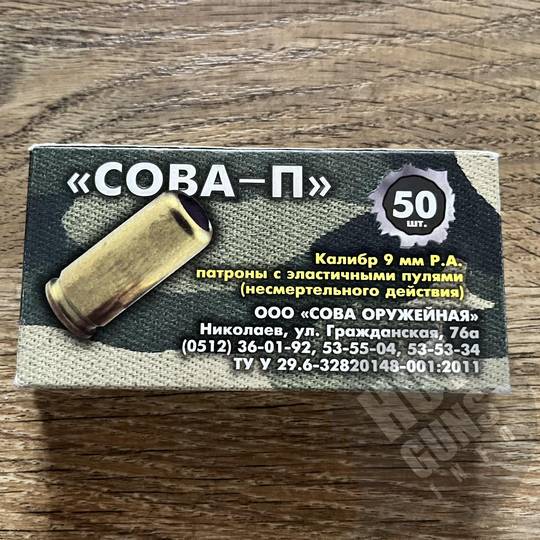 «СОВА-П»
50
шт.
Калибр 9 мм Р.А.
патроны с эластичными пулями
(несмертельного действия)
ООО «СОВА ОРУЖЕЙНАЯ»
Николаев, ул. Гражданская, 76а
(0512) 36-01-92, 53-55-04, 53-53-34
ТУ У 29.6-32820148-001:2011
GUNS